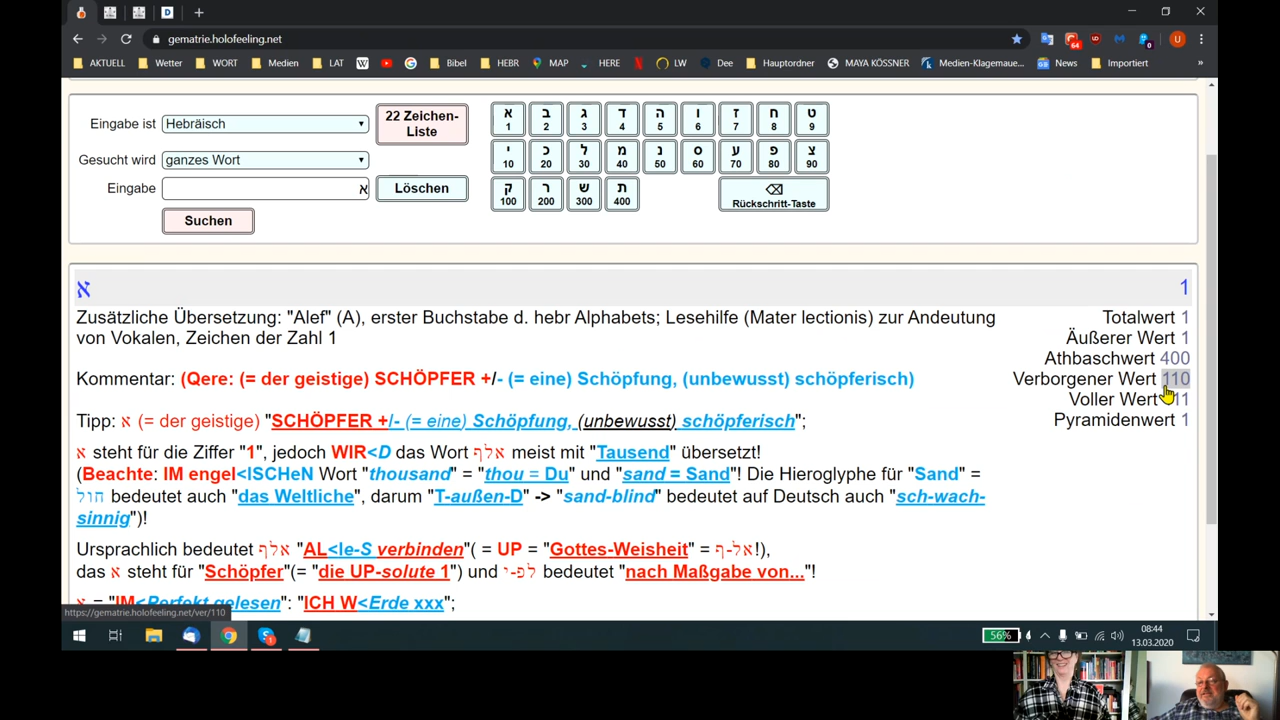 gematrie.holofeeling.net
AKTUELL Wetter WORT Medien LAT Bibel HEBR MAP HERE LW Dee Hauptordner MAYA KÖSSNER Medien-Klagemaue... News Importiert »
Eingabe ist Hebräisch
22 Zeichen-Liste
Gesucht wird ganzes Wort
Eingabe א Löschen
Suchen
א ב ג ד ה ו ז ח ט
1 2 3 4 5 6 7 8 9
י כ ל מ נ ס ע פ צ
10 20 30 40 50 60 70 80 90
ק ר ש ת
100 200 300 400
Rückschritt-Taste
א 1
Zusätzliche Übersetzung: "Alef" (A), erster Buchstabe d. hebr Alphabets; Lesehilfe (Mater lectionis) zur Andeutung
von Vokalen, Zeichen der Zahl 1
Totalwert 1
Äußerer Wert 1
Athbaschwert 400
Verborgener Wert 110
Voller Wert 11
Pyramidenwert 1
Kommentar: (Qere: (= der geistige) SCHÖPFER +/- (= eine) Schöpfung, (unbewusst) schöpferisch)
Tipp: א (= der geistige) "SCHÖPFER +/- (= eine) Schöpfung, (unbewusst) schöpferisch";
א steht für die Ziffer "1", jedoch WIR<D das Wort אלף meist mit "Tausend" übersetzt!
(Beachte: IM engel<ISCHeN Wort "thousand" = "thou = Du" und "sand = Sand"! Die Hieroglyphe für "Sand" =
חול bedeutet auch "das Weltliche", darum "T-außen-D" -> "sand-blind" bedeutet auf Deutsch auch "sch-wach-
sinnig")!
Ursprachlich bedeutet אלף "AL<le-S verbinden"( = UP = "Gottes-Weisheit" = אל-ף!),
das א steht für "Schöpfer"(= "die UP-solute 1") und לפ-י bedeutet "nach Maßgabe von..."!
א = "IM<Perfekt gelesen": "ICH W<Erde xxx";
https://gematrie.holofeeling.net/ver/110
56%
08:44
13.03.2020